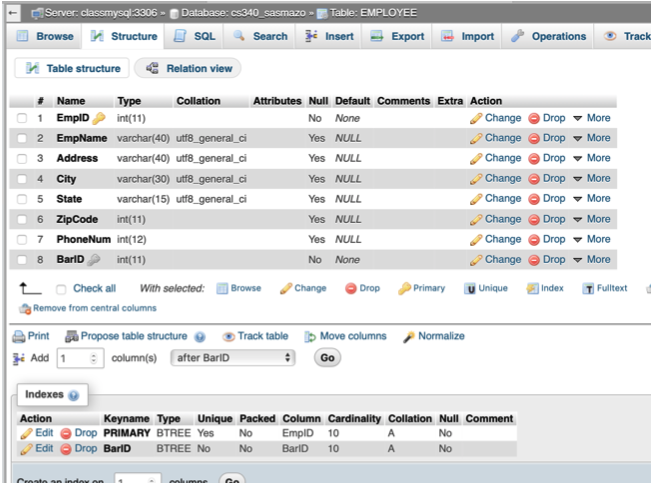 Server: classmysql:3306 » Database: cs340_sasmazo » Table: EMPLOYEE
Browse Structure SQL Search Insert Export Import Operations Track
Table structure Relation view
# Name Type Collation Attributes Null Default Comments Extra Action
1 EmpID int(11) No None Change Drop More
2 EmpName varchar(40) utf8_general_ci Yes NULL Change Drop More
3 Address varchar(40) utf8_general_ci Yes NULL Change Drop More
4 City varchar(30) utf8_general_ci Yes NULL Change Drop More
5 State varchar(15) utf8_general_ci Yes NULL Change Drop More
6 ZipCode int(11) Yes NULL Change Drop More
7 PhoneNum int(12) Yes NULL Change Drop More
8 BarID int(11) No None Change Drop More
Check all With selected: Browse Change Drop Primary Unique Index Fulltext
Remove from central columns
Print Propose table structure Track table Move columns Normalize
Add 1 column(s) after BarID Go
Indexes
Action Keyname Type Unique Packed Column Cardinality Collation Null Comment
Edit Drop PRIMARY BTREE Yes No EmpID 10 A No
Edit Drop BarID BTREE No No BarID 10 A No
Create an index on 1 columns Go